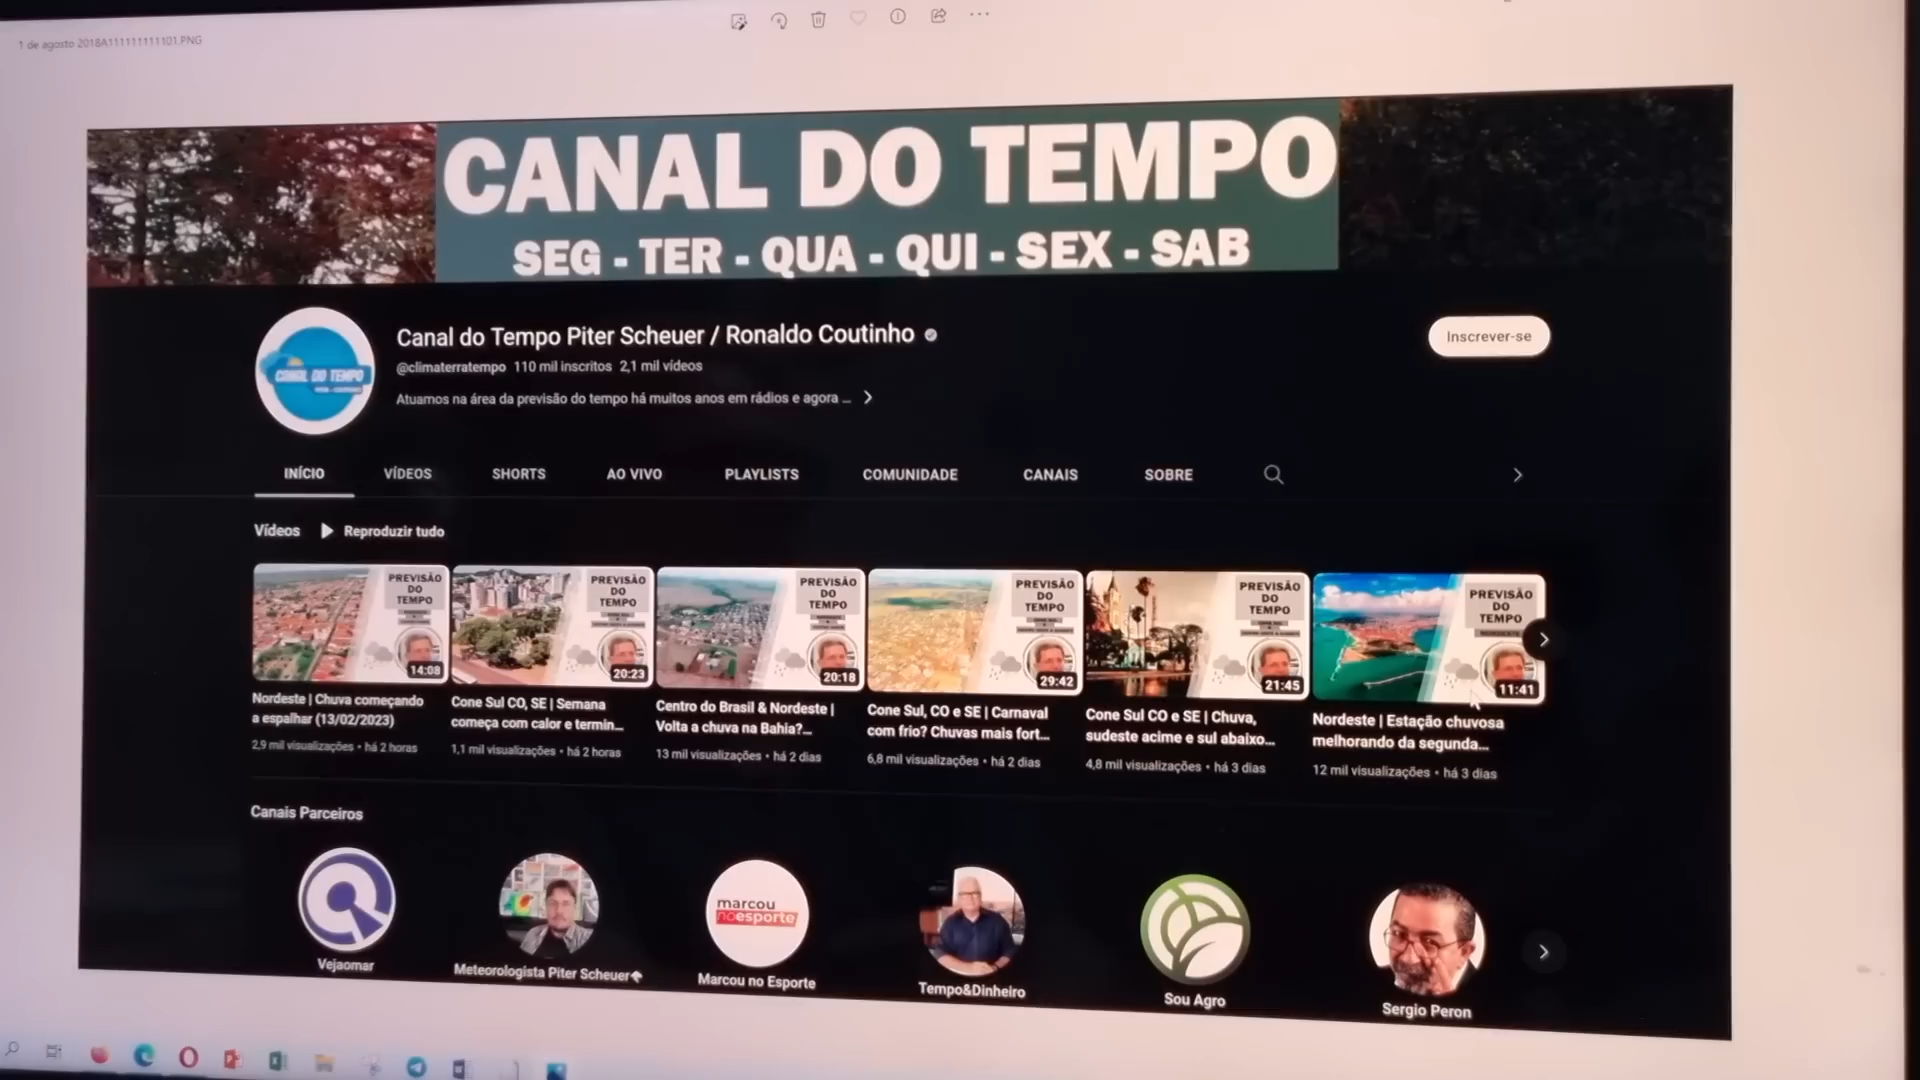 1 de agosto 2018A111111111101.PNG
CANAL DO TEMPO
SEG - TER - QUA - QUI - SEX - SAB
CANAL DO TEMPO
Canal do Tempo Piter Scheuer / Ronaldo Coutinho
Inscrever-se
@climaterratempo 110 mil inscritos 2,1 mil vídeos
Atuamos na área da previsão do tempo há muitos anos em rádios e agora ...
INÍCIO VÍDEOS SHORTS AO VIVO PLAYLISTS COMUNIDADE CANAIS SOBRE
Vídeos Reproduzir tudo
PREVISÃO
DO
TEMPO
14:08
PREVISÃO
DO
TEMPO
20:23
PREVISÃO
DO
TEMPO
20:18
PREVISÃO
DO
TEMPO
29:42
PREVISÃO
DO
TEMPO
21:45
PREVISÃO
DO
TEMPO
11:41
Nordeste | Chuva começando
a espalhar (13/02/2023)
2,9 mil visualizações • há 2 horas
Cone Sul CO, SE | Semana
começa com calor e termin...
1,1 mil visualizações • há 2 horas
Centro do Brasil & Nordeste |
Volta a chuva na Bahia?...
13 mil visualizações • há 2 dias
Cone Sul, CO e SE | Carnaval
com frio? Chuvas mais fort...
6,8 mil visualizações • há 2 dias
Cone Sul CO e SE | Chuva,
sudeste acime e sul abaixo...
4,8 mil visualizações • há 3 dias
Nordeste | Estação chuvosa
melhorando da segunda...
12 mil visualizações • há 3 dias
Canais Parceiros
marcou
noesporte
Vejaomar
Meteorologista Piter Scheuer
Marcou no Esporte
Tempo&Dinheiro
Sou Agro
Sergio Peron